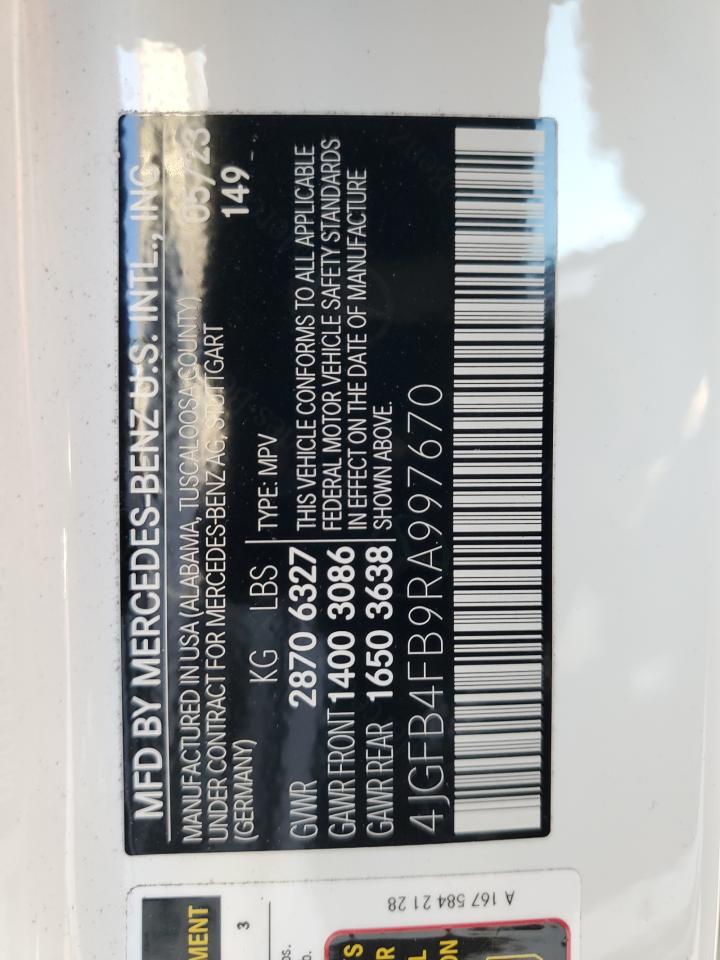 MFD BY MERCEDES-BENZ U.S. INTL., INC.
MANUFACTURED IN USA (ALABAMA, TUSCALOOSA COUNTY) 05/23
UNDER CONTRACT FOR MERCEDES-BENZ AG, STUTTGART 149
(GERMANY)
KG LBS TYPE: MPV
GVWR 2870 6327 THIS VEHICLE CONFORMS TO ALL APPLICABLE
GAWR FRONT 1400 3086 FEDERAL MOTOR VEHICLE SAFETY STANDARDS
GAWR REAR 1650 3638 IN EFFECT ON THE DATE OF MANUFACTURE
SHOWN ABOVE.
4JGFB4FB9RA997670
A 167 584 21 28
MENT
3